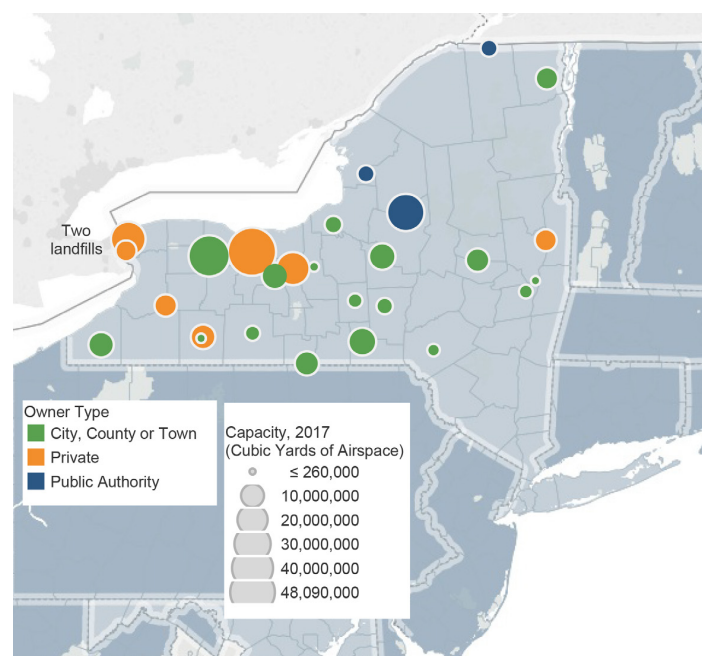 Two
landfills
Owner Type
City, County or Town
Private
Public Authority
Capacity, 2017
(Cubic Yards of Airspace)
≤ 260,000
10,000,000
20,000,000
30,000,000
40,000,000
48,090,000